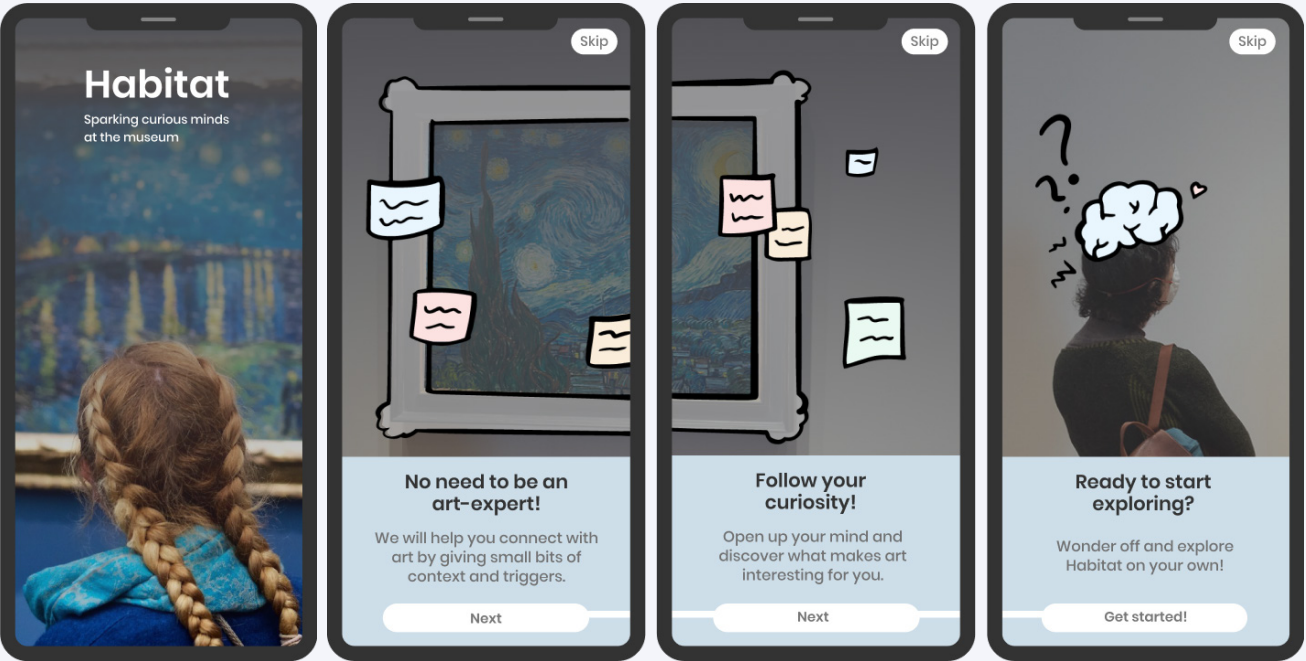 Habitat
Sparking curious minds
at the museum
Skip
No need to be an
art-expert!
We will help you connect with
art by giving small bits of
context and triggers.
Next
Skip
Follow your
curiosity!
Open up your mind and
discover what makes art
interesting for you.
Next
Skip
?
?
Ready to start
exploring?
Wonder off and explore
Habitat on your own!
Get started!